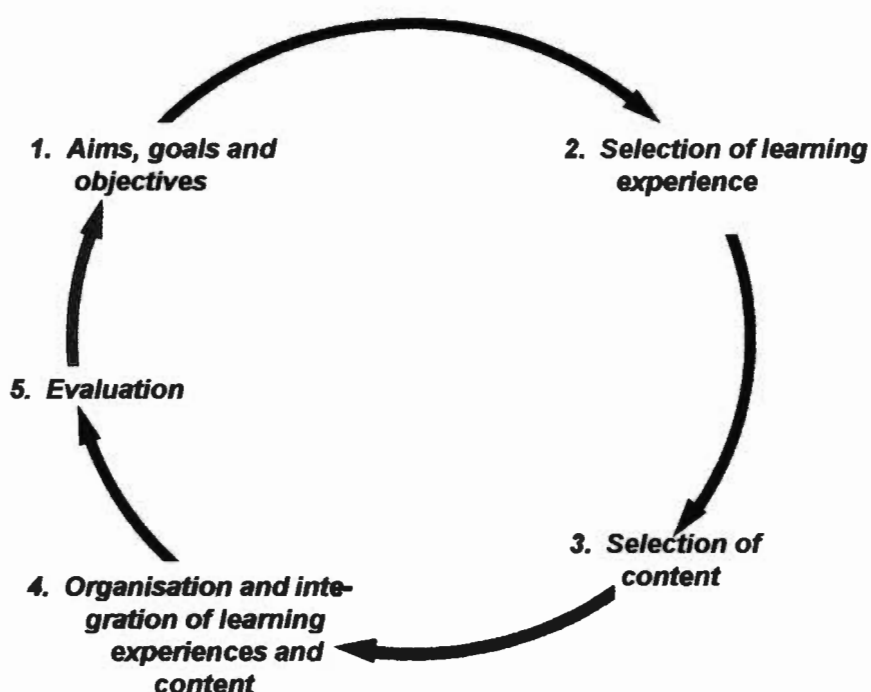 1. Aims, goals and
objectives
2. Selection of learning
experience
3. Selection of
content
4. Organisation and inte-
gration of learning
experiences and
content
5. Evaluation